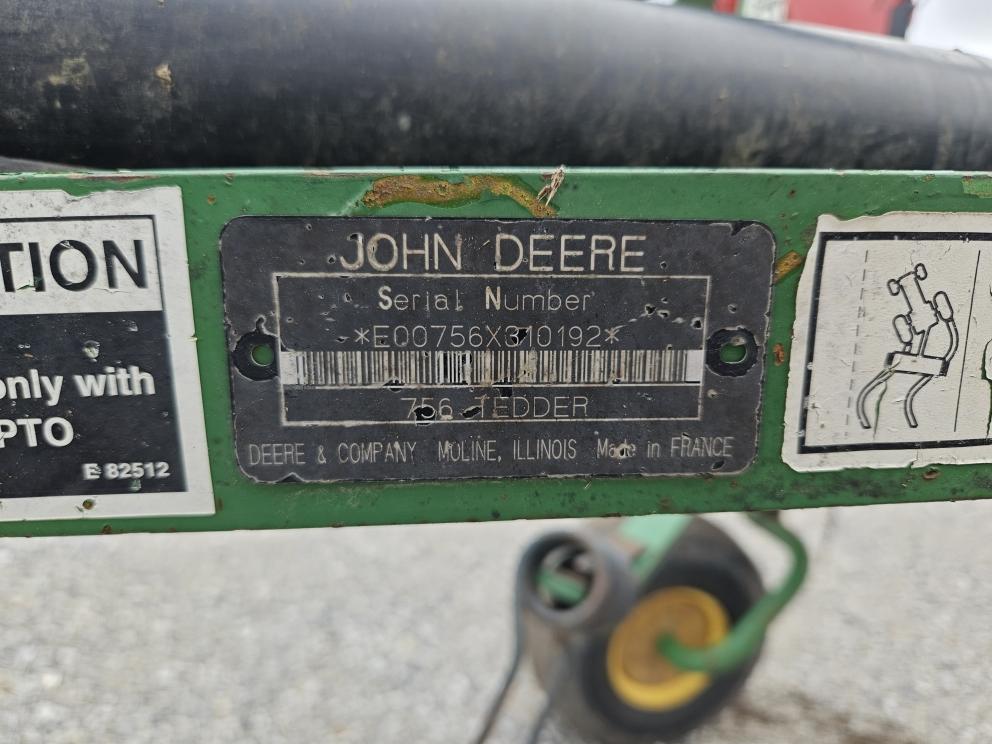 TION
only with
PTO
E 82512
JOHN DEERE
Serial Number
*E00756X310192*
756 TEDDER
DEERE & COMPANY MOLINE, ILLINOIS Made in FRANCE